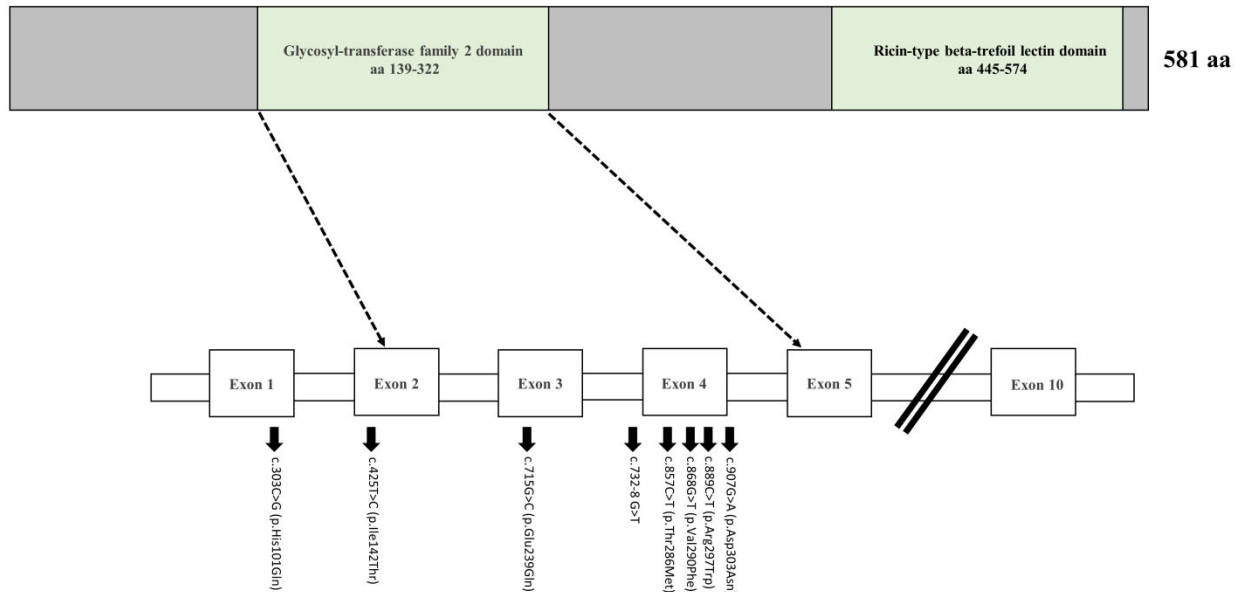 Glycosyl-transferase family 2 domain
aa 139-322
Ricin-type beta-trefoil lectin domain
aa 445-574
581 aa
Exon 1
Exon 2
Exon 3
Exon 4
Exon 5
Exon 10
c.303C>G (p.His101Gln)
c.425T>C (p.Ile142Thr)
c.715G>C (p.Glu239Gln)
c.732-8 G>T
c.857C>T (p.Thr286Met)
c.868G>T (p.Val290Phe)
c.889C>T (p.Arg297Trp)
c.907G>A (p.Asp303Asn